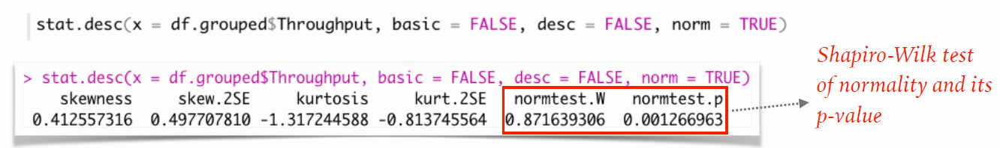 stat.desc(x = df.grouped$Throughput, basic = FALSE, desc = FALSE, norm = TRUE)
> stat.desc(x = df.grouped$Throughput, basic = FALSE, desc = FALSE, norm = TRUE)
skewness skew.2SE kurtosis kurt.2SE normtest.W normtest.p
0.412557316 0.497707810 -1.317244588 -0.813745564 0.871639306 0.001266963
Shapiro-Wilk test
of normality and its
p-value